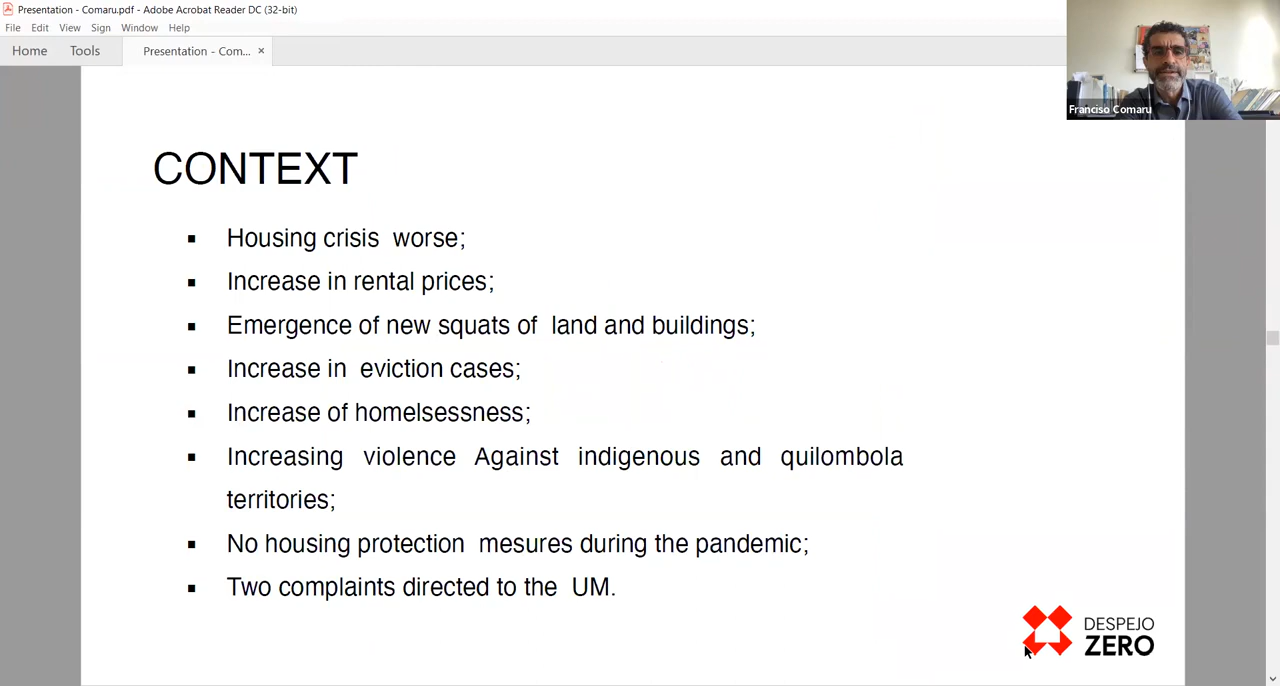 Presentation - Comaru.pdf - Adobe Acrobat Reader DC (32-bit)
File Edit View Sign Window Help
Home Tools Presentation - Com... ×
Franciso Comaru
CONTEXT
▪ Housing crisis worse;
▪ Increase in rental prices;
▪ Emergence of new squats of land and buildings;
▪ Increase in eviction cases;
▪ Increase of homelsessness;
▪ Increasing violence Against indigenous and quilombola
territories;
▪ No housing protection mesures during the pandemic;
▪ Two complaints directed to the UM.
DESPEJO
ZERO